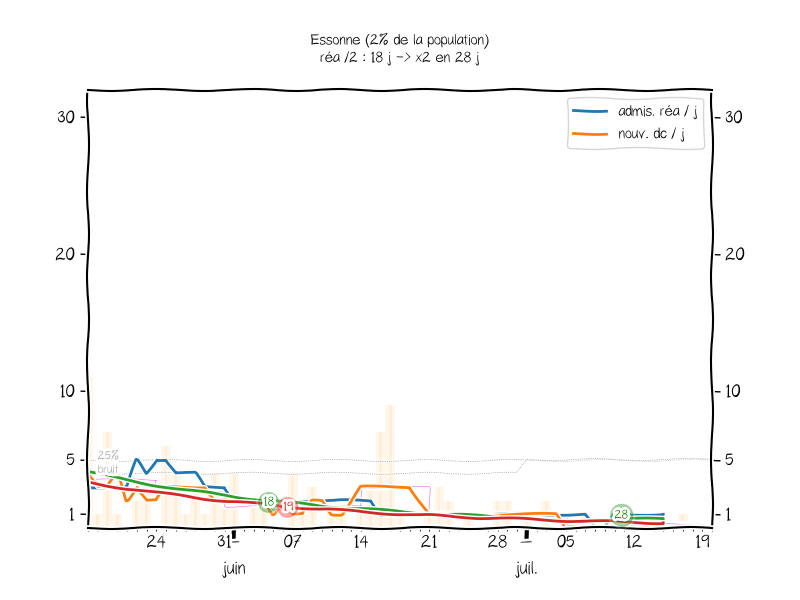 Essonne (2% de la population)
réa /2 : 18 j -> x2 en 28 j
admis. réa / j
nouv. dc / j
30 30
20 20
10 10
5 5
1 1
25%
bruit
18
19
28
24 31 07 14 21 28 05 12 19
juin juil.